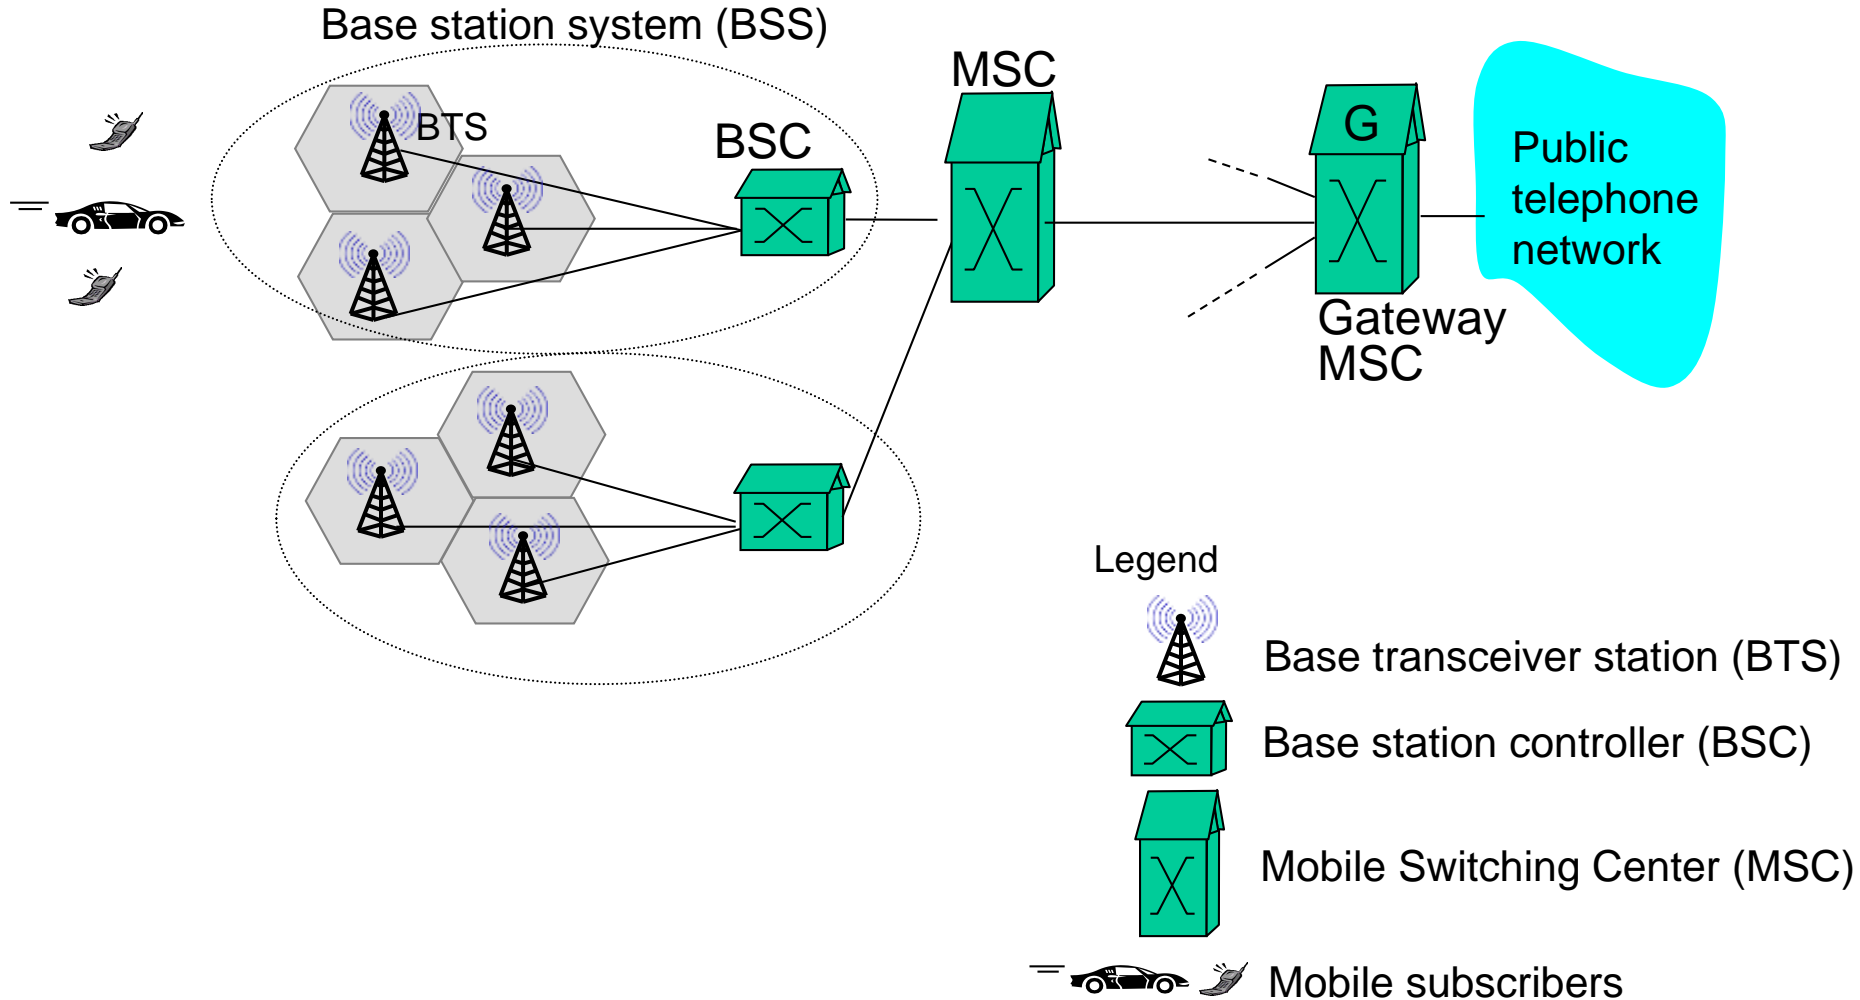 Base station system (BSS)
MSC
BTS
BSC
G
Public
telephone
network
Gateway
MSC
Legend
Base transceiver station (BTS)
Base station controller (BSC)
Mobile Switching Center (MSC)
Mobile subscribers